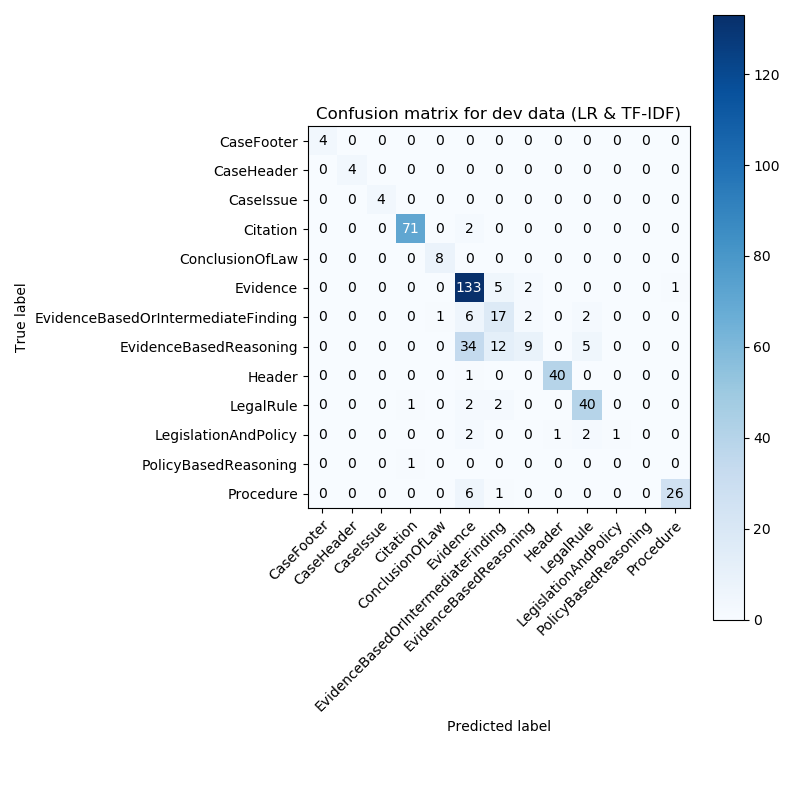 Confusion matrix for dev data (LR & TF-IDF)
True label
CaseFooter 4 0 0 0 0 0 0 0 0 0 0 0 0
CaseHeader 0 4 0 0 0 0 0 0 0 0 0 0 0
CaseIssue 0 0 4 0 0 0 0 0 0 0 0 0 0
Citation 0 0 0 71 0 2 0 0 0 0 0 0 0
ConclusionOfLaw 0 0 0 0 8 0 0 0 0 0 0 0 0
Evidence 0 0 0 0 0 133 5 2 0 0 0 0 1
EvidenceBasedOrIntermediateFinding 0 0 0 0 1 6 17 2 0 2 0 0 0
EvidenceBasedReasoning 0 0 0 0 0 34 12 9 0 5 0 0 0
Header 0 0 0 0 0 1 0 0 40 0 0 0 0
LegalRule 0 0 0 1 0 2 2 0 0 40 0 0 0
LegislationAndPolicy 0 0 0 0 0 2 0 0 1 2 1 0 0
PolicyBasedReasoning 0 0 0 1 0 0 0 0 0 0 0 0 0
Procedure 0 0 0 0 0 6 1 0 0 0 0 0 26
CaseFooter
CaseHeader
CaseIssue
Citation
ConclusionOfLaw
Evidence
EvidenceBasedOrIntermediateFinding
EvidenceBasedReasoning
Header
LegalRule
LegislationAndPolicy
PolicyBasedReasoning
Procedure
Predicted label
120
100
80
60
40
20
0